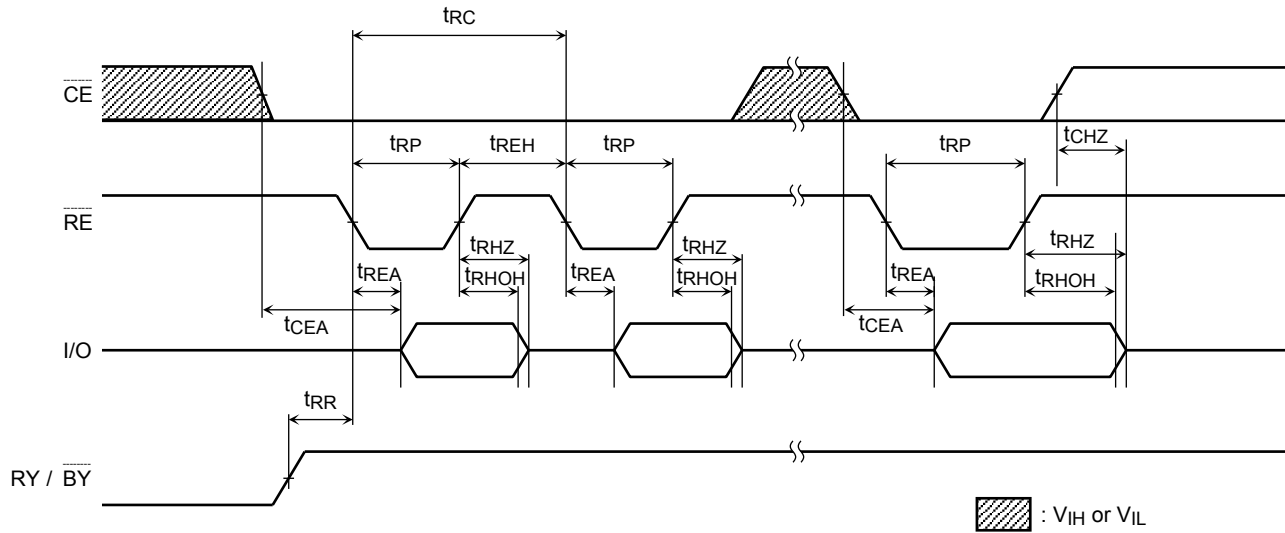 tRC
CE
tCHZ
tRP tREH tRP tRP
RE
tRHZ tRHZ tRHZ
tREA tRHOH tREA tRHOH tREA tRHOH
tCEA tCEA
I/O
tRR
RY / BY
: VIH or VIL